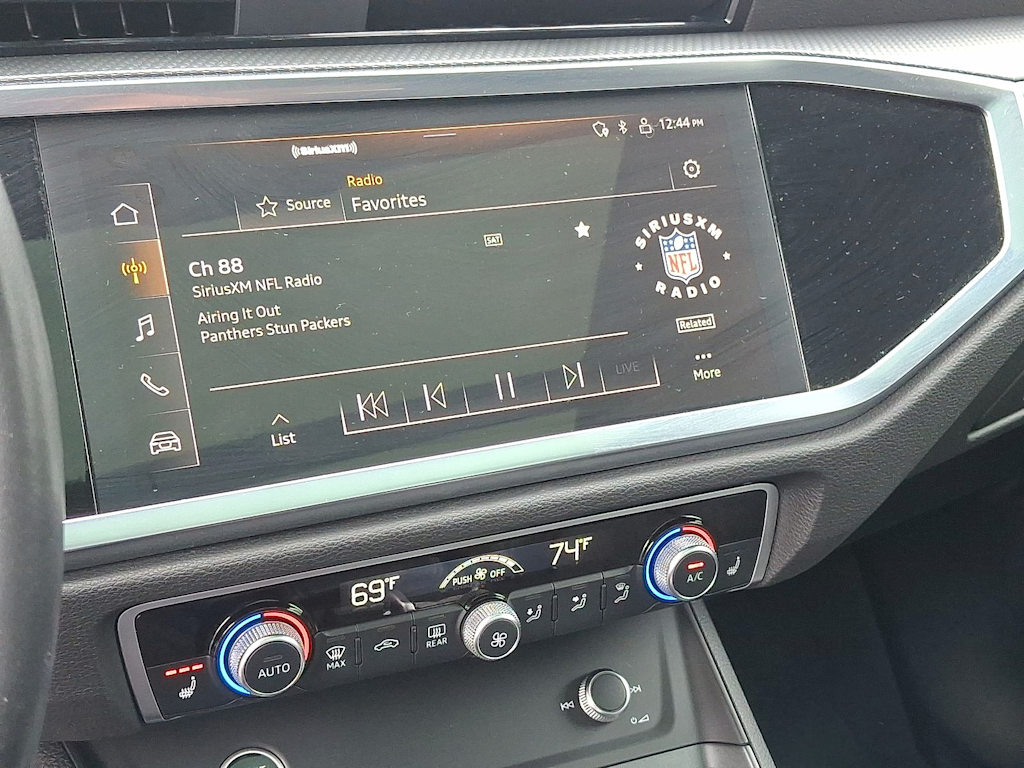 ((SiriusXM))
12:44 PM
Radio
Source
Favorites
SAT
Ch 88
SiriusXM NFL Radio
Airing It Out
Panthers Stun Packers
SIRIUSXM
NFL
RADIO
Related
LIVE
More
List
69°F
PUSH OFF
74°F
AUTO
MAX
REAR
A/C